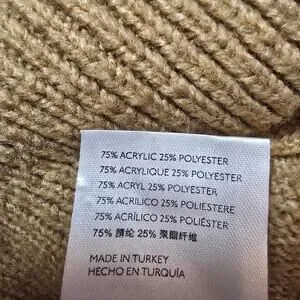 75% ACRYLIC 25% POLYESTER
75% ACRYLIQUE 25% POLYESTER
75% ACRYL 25% POLYESTER
75% ACRILICO 25% POLIESTERE
75% ACRÍLICO 25% POLIÉSTER
75% 腈纶 25% 聚酯纤维
MADE IN TURKEY
HECHO EN TURQUÍA